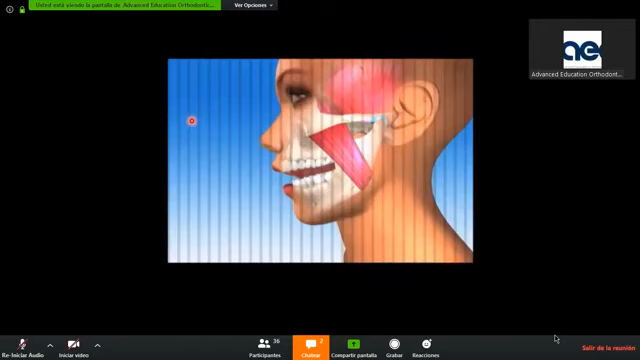 Usted está viendo la pantalla de Advanced Education Orthodontic...
Ver Opciones
ae
Advanced Education Orthodont...
36
2
Re-Iniciar Audio
Iniciar video
Participantes
Chatear
Compartir pantalla
Grabar
Reacciones
Salir de la reunión